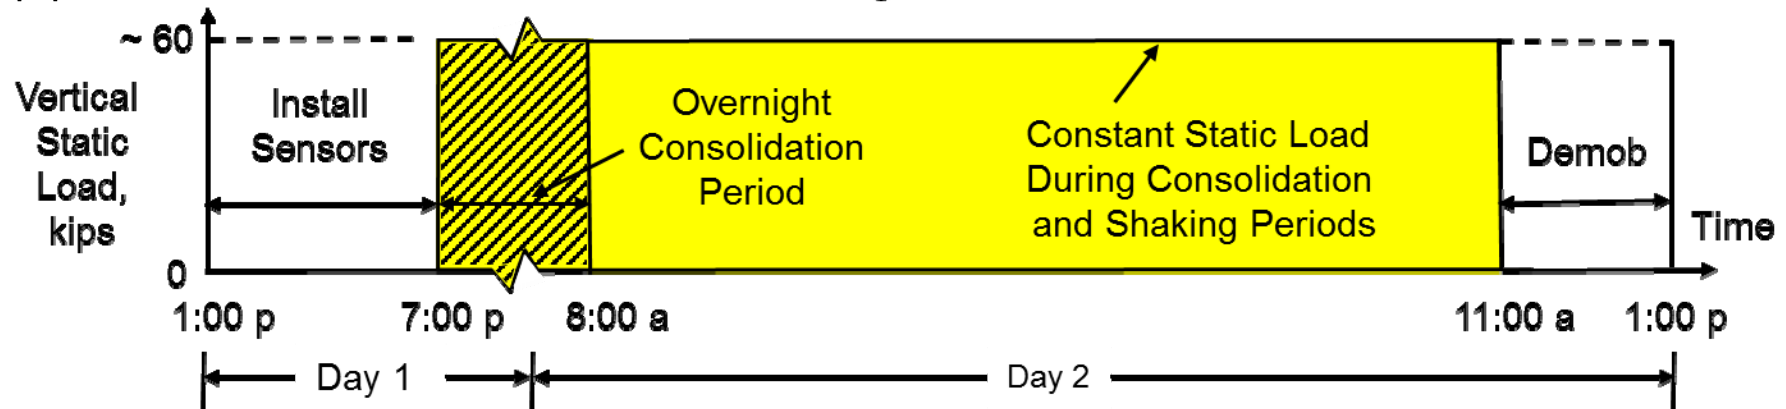 ~ 60
Vertical
Static
Load,
kips
0
Install
Sensors
Overnight
Consolidation
Period
Constant Static Load
During Consolidation
and Shaking Periods
Demob
Time
1:00 p
7:00 p
8:00 a
11:00 a
1:00 p
Day 1
Day 2